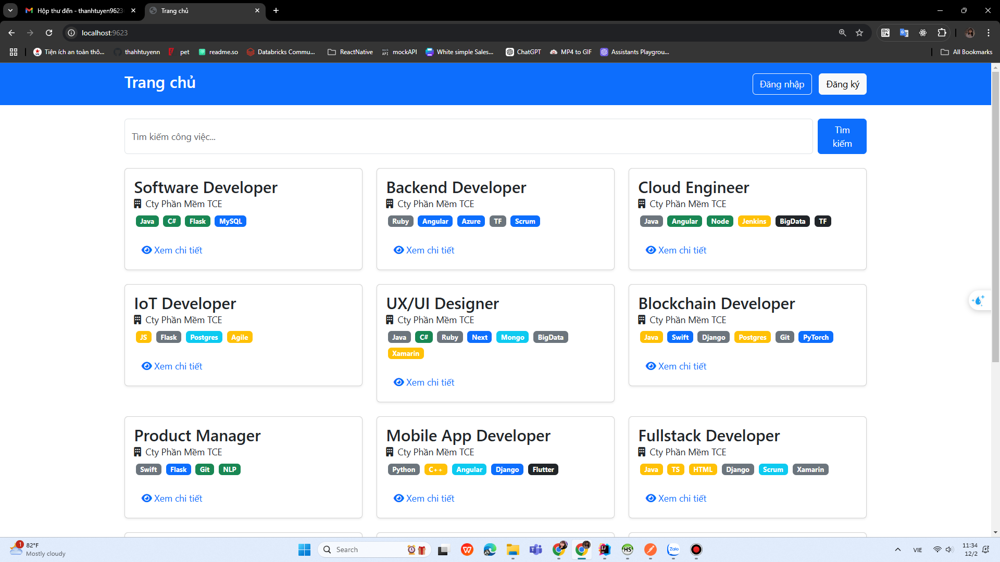 Hộp thư đến - thanhtuyen9623
Trang chủ
localhost:9623
Tiện ích an toàn thô...
thahhtuyenn
pet
readme.so
Databricks Commu...
ReactNative
mock API mockAPI
White simple Sales...
ChatGPT
MP4 to GIF
Assistants Playgrou...
All Bookmarks
Trang chủ
Đăng nhập
Đăng ký
Tìm kiếm công việc...
Tìm
kiếm
Software Developer
Cty Phần Mềm TCE
Java C# Flask MySQL
Xem chi tiết
Backend Developer
Cty Phần Mềm TCE
Ruby Angular Azure TF Scrum
Xem chi tiết
Cloud Engineer
Cty Phần Mềm TCE
Java Angular Node Jenkins BigData TF
Xem chi tiết
IoT Developer
Cty Phần Mềm TCE
JS Flask Postgres Agile
Xem chi tiết
UX/UI Designer
Cty Phần Mềm TCE
Java C# Ruby Next Mongo BigData
Xamarin
Xem chi tiết
Blockchain Developer
Cty Phần Mềm TCE
Java Swift Django Postgres Git PyTorch
Xem chi tiết
Product Manager
Cty Phần Mềm TCE
Swift Flask Git NLP
Xem chi tiết
Mobile App Developer
Cty Phần Mềm TCE
Python C++ Angular Django Flutter
Xem chi tiết
Fullstack Developer
Cty Phần Mềm TCE
Java TS HTML Django Scrum Xamarin
Xem chi tiết
1
82°F
Mostly cloudy
Search
HS
Zalo
VIE
11:34
12/2